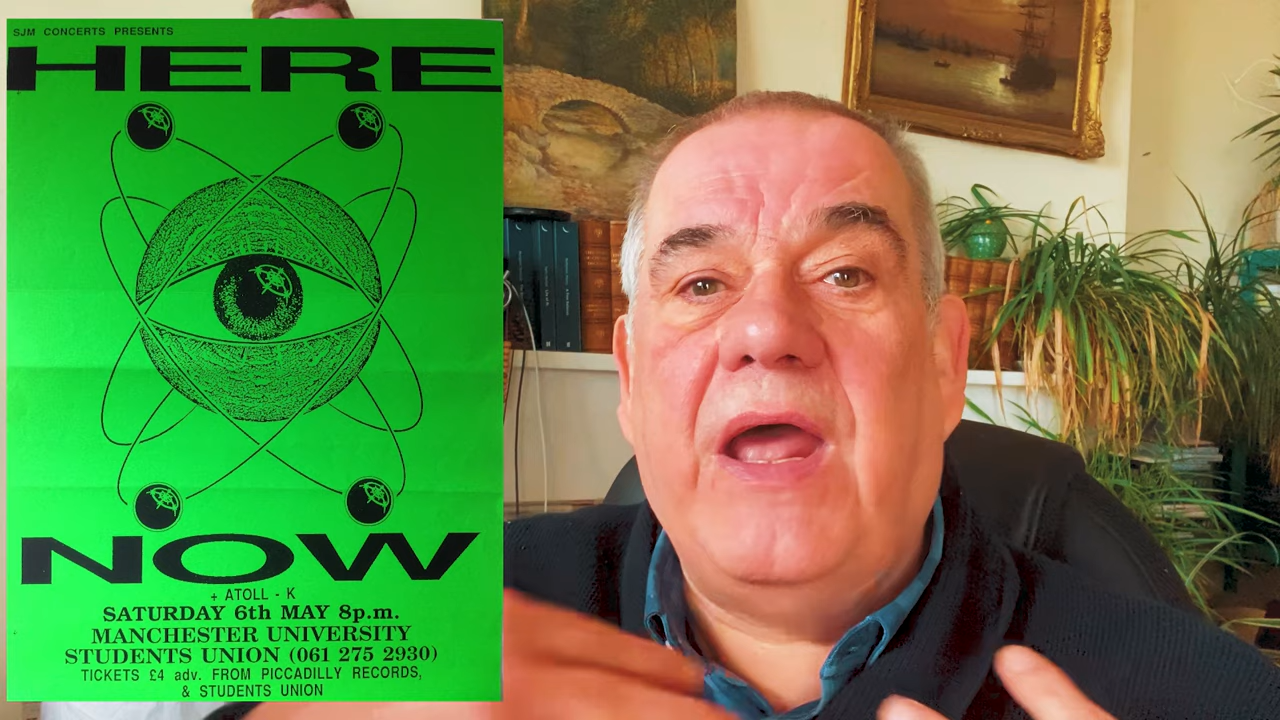 SJM CONCERTS PRESENTS
HERE
NOW
+ ATOLL - K
SATURDAY 6th MAY 8p.m.
MANCHESTER UNIVERSITY
STUDENTS UNION (061 275 2930)
TICKETS £4 adv. FROM PICCADILLY RECORDS,
& STUDENTS UNION